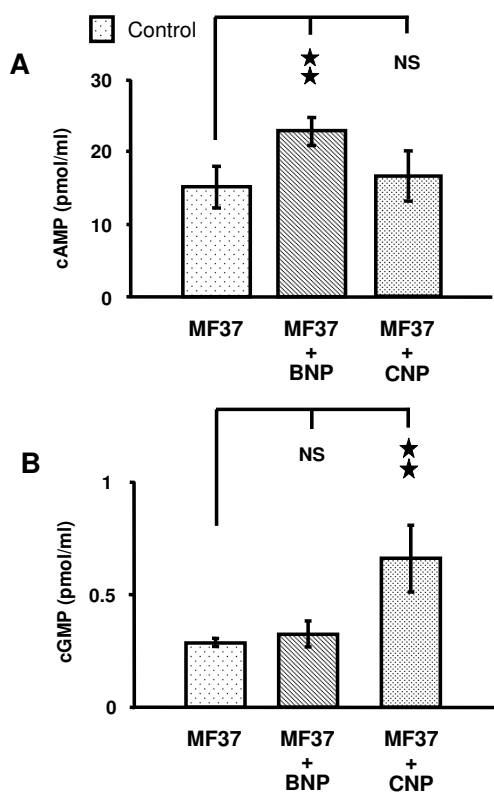 Control
A
NS
cAMP (pmol/ml)
30
20
10
0
MF37 MF37 MF37
+ +
BNP CNP
B
NS
cGMP (pmol/ml)
1
0.5
0
MF37 MF37 MF37
+ +
BNP CNP